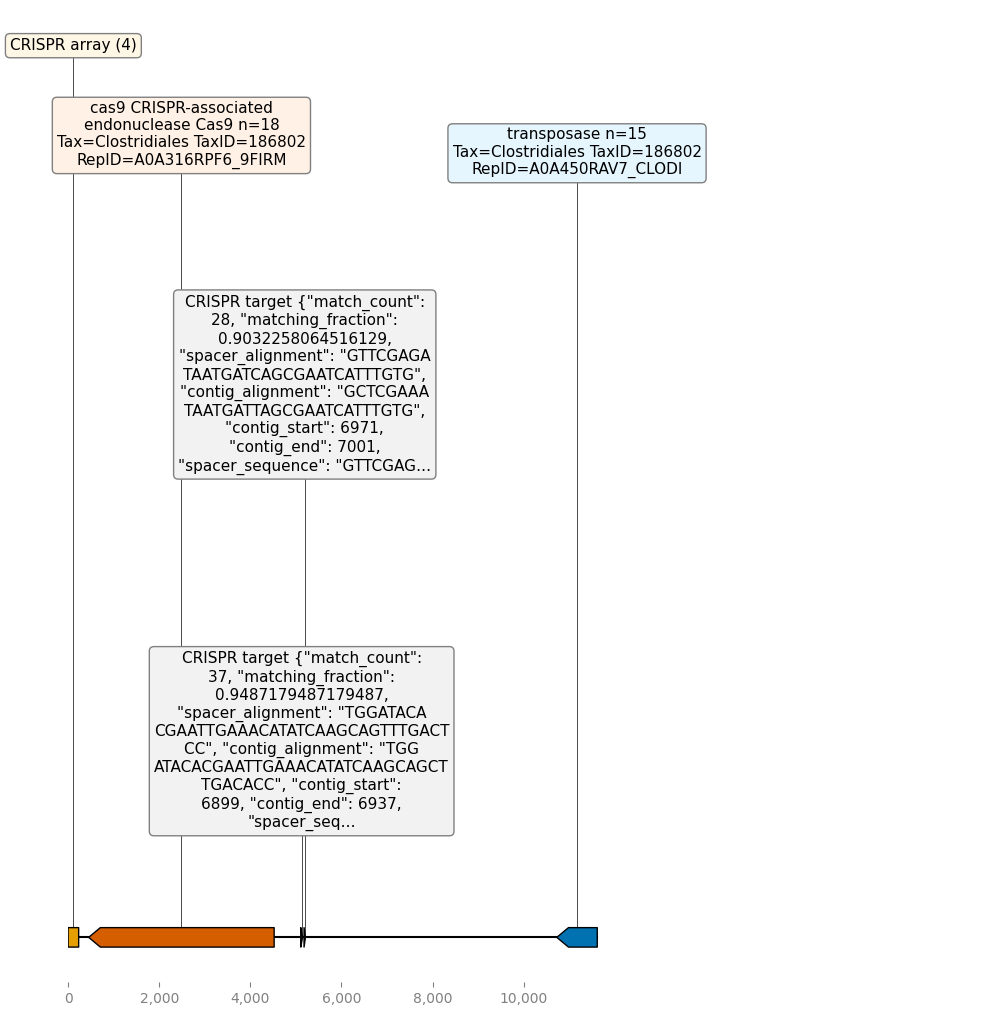 CRISPR array (4)
cas9 CRISPR-associated
endonuclease Cas9 n=18
Tax=Clostridiales TaxID=186802
RepID=A0A316RPF6_9FIRM
transposase n=15
Tax=Clostridiales TaxID=186802
RepID=A0A450RAV7_CLODI
CRISPR target {"match_count":
28, "matching_fraction":
0.9032258064516129,
"spacer_alignment": "GTTCGAGA
TAATGATCAGCGAATCATTTGTG",
"contig_alignment": "GCTCGAAA
TAATGATTAGCGAATCATTTGTG",
"contig_start": 6971,
"contig_end": 7001,
"spacer_sequence": "GTTCGAG...
CRISPR target {"match_count":
37, "matching_fraction":
0.9487179487179487,
"spacer_alignment": "TGGATACA
CGAATTGAAACATATCAAGCAGTTTGACT
CC", "contig_alignment": "TGG
ATACACGAATTGAAACATATCAAGCAGCT
TGACACC", "contig_start":
6899, "contig_end": 6937,
"spacer_seq...
0 2,000 4,000 6,000 8,000 10,000